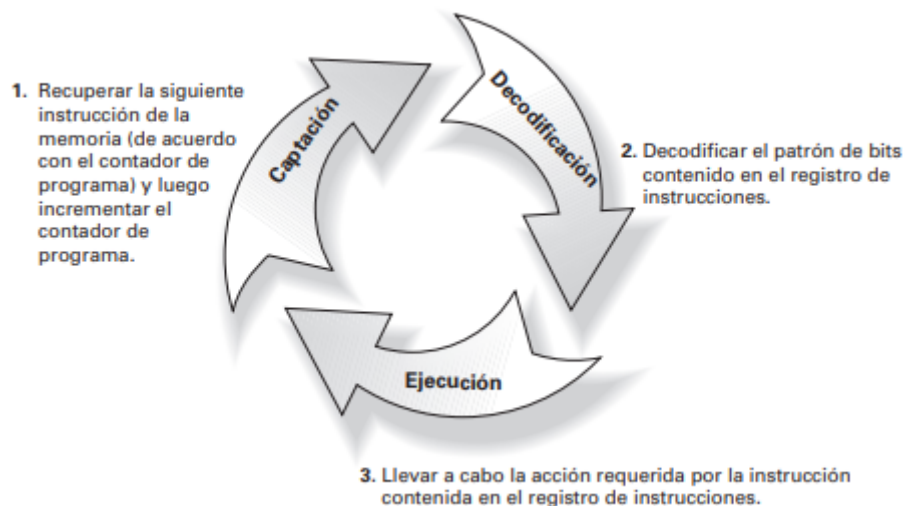 1. Recuperar la siguiente
instrucción de la
memoria (de acuerdo
con el contador de
programa) y luego
incrementar el
contador de
programa.
Captación
Decodificación
2. Decodificar el patrón de bits
contenido en el registro de
instrucciones.
Ejecución
3. Llevar a cabo la acción requerida por la instrucción
contenida en el registro de instrucciones.